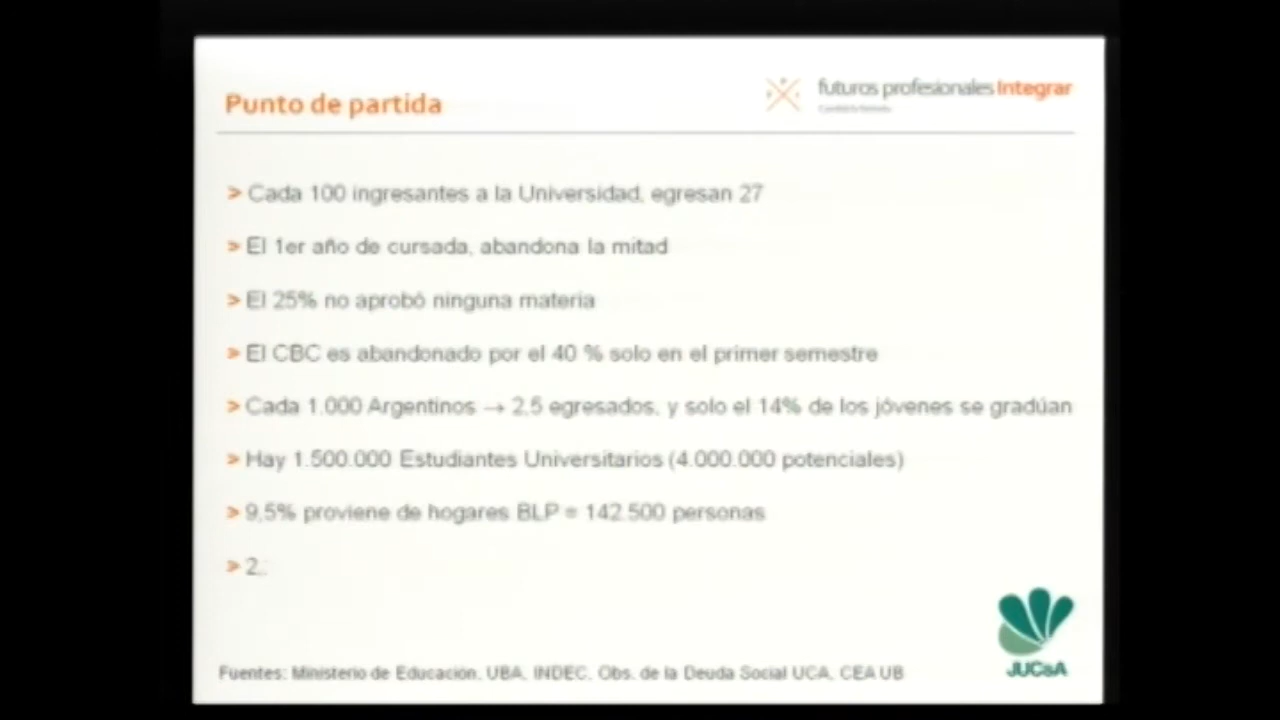 Punto de partida
futuros profesionales Integrar
> Cada 100 ingresantes a la Universidad, egresan 27
> El 1er año de cursada, abandona la mitad
> El 25% no aprobó ninguna materia
> El CBC es abandonado por el 40 % solo en el primer semestre
> Cada 1.000 Argentinos → 2.5 egresados, y solo el 14% de los jóvenes se gradúan
> Hay 1.500.000 Estudiantes Universitarios (4.000.000 potenciales)
> 9,5% proviene de hogares BLP = 142.500 personas
> 2..
JUCsA
Fuentes: Ministerio de Educación, UBA, INDEC, Obs. de la Deuda Social UCA, CEA UB